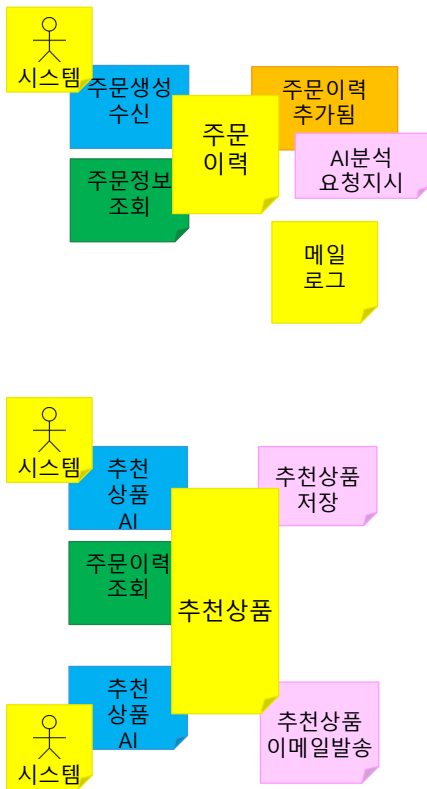 시스템
주문생성
수신
주문
이력
주문이력
추가됨
AI분석
요청지시
주문정보
조회
메일
로그
시스템
추천
상품
AI
추천상품
저장
주문이력
조회
추천상품
추천
상품
AI
시스템
추천상품
이메일발송